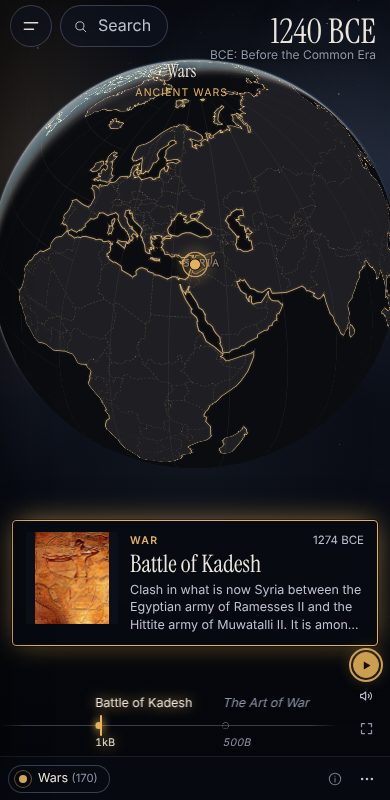 Search
1240 BCE
BCE: Before the Common Era
Wars
ANCIENT WARS
WAR
1274 BCE
Battle of Kadesh
Clash in what is now Syria between the
Egyptian army of Ramesses II and the
Hittite army of Muwatalli II. It is amon...
Battle of Kadesh
The Art of War
1kB
500B
Wars (170)